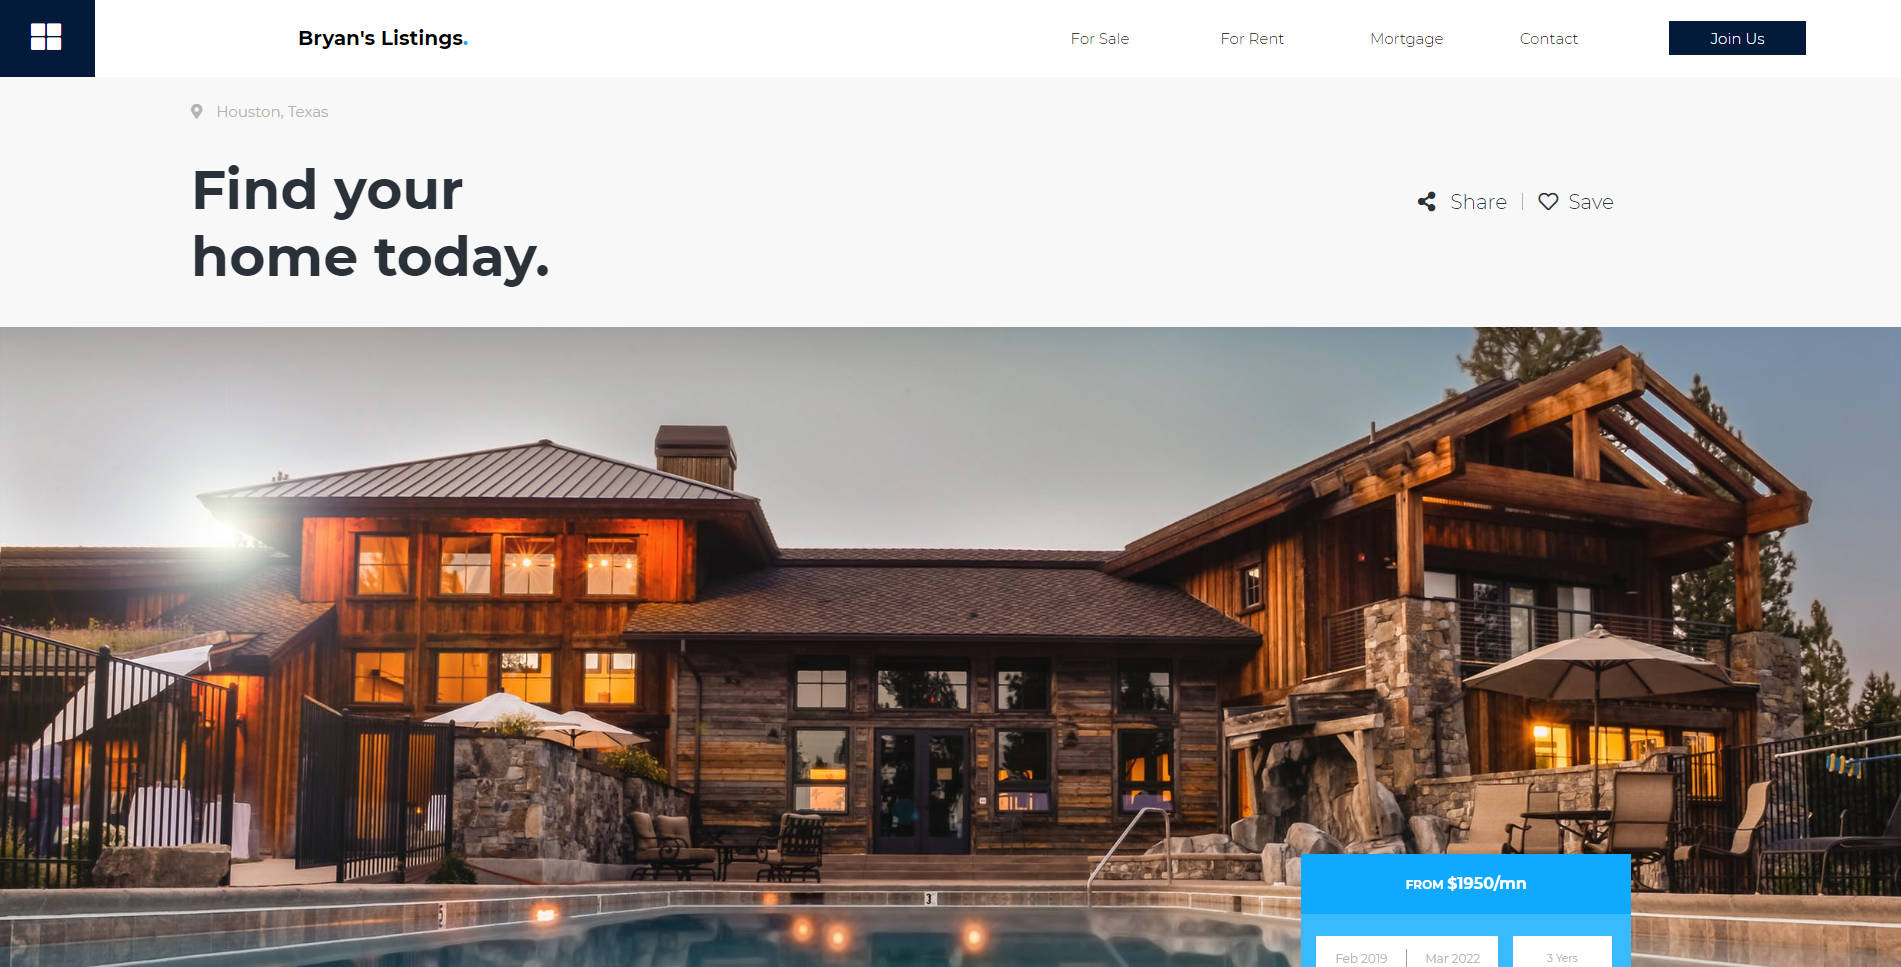 Bryan's Listings.
For Sale
For Rent
Mortgage
Contact
Join Us
Houston, Texas
Find your
home today.
Share
Save
3
FROM $1950/mn
Feb 2019
Mar 2022
3 Yers